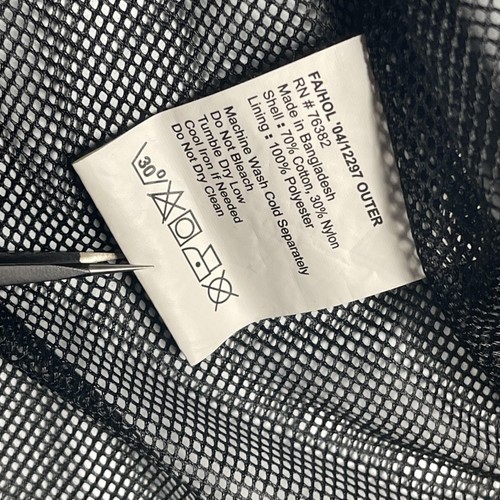 FA/HOL '04/12297 OUTER
RN # 76382
Made in Bangladesh
Shell : 70% Cotton, 30% Nylon
Lining : 100% Polyester
Machine Wash Cold Separately
Do Not Bleach
Tumble Dry Low
Cool Iron if Needed
Do Not Dry Clean
30°